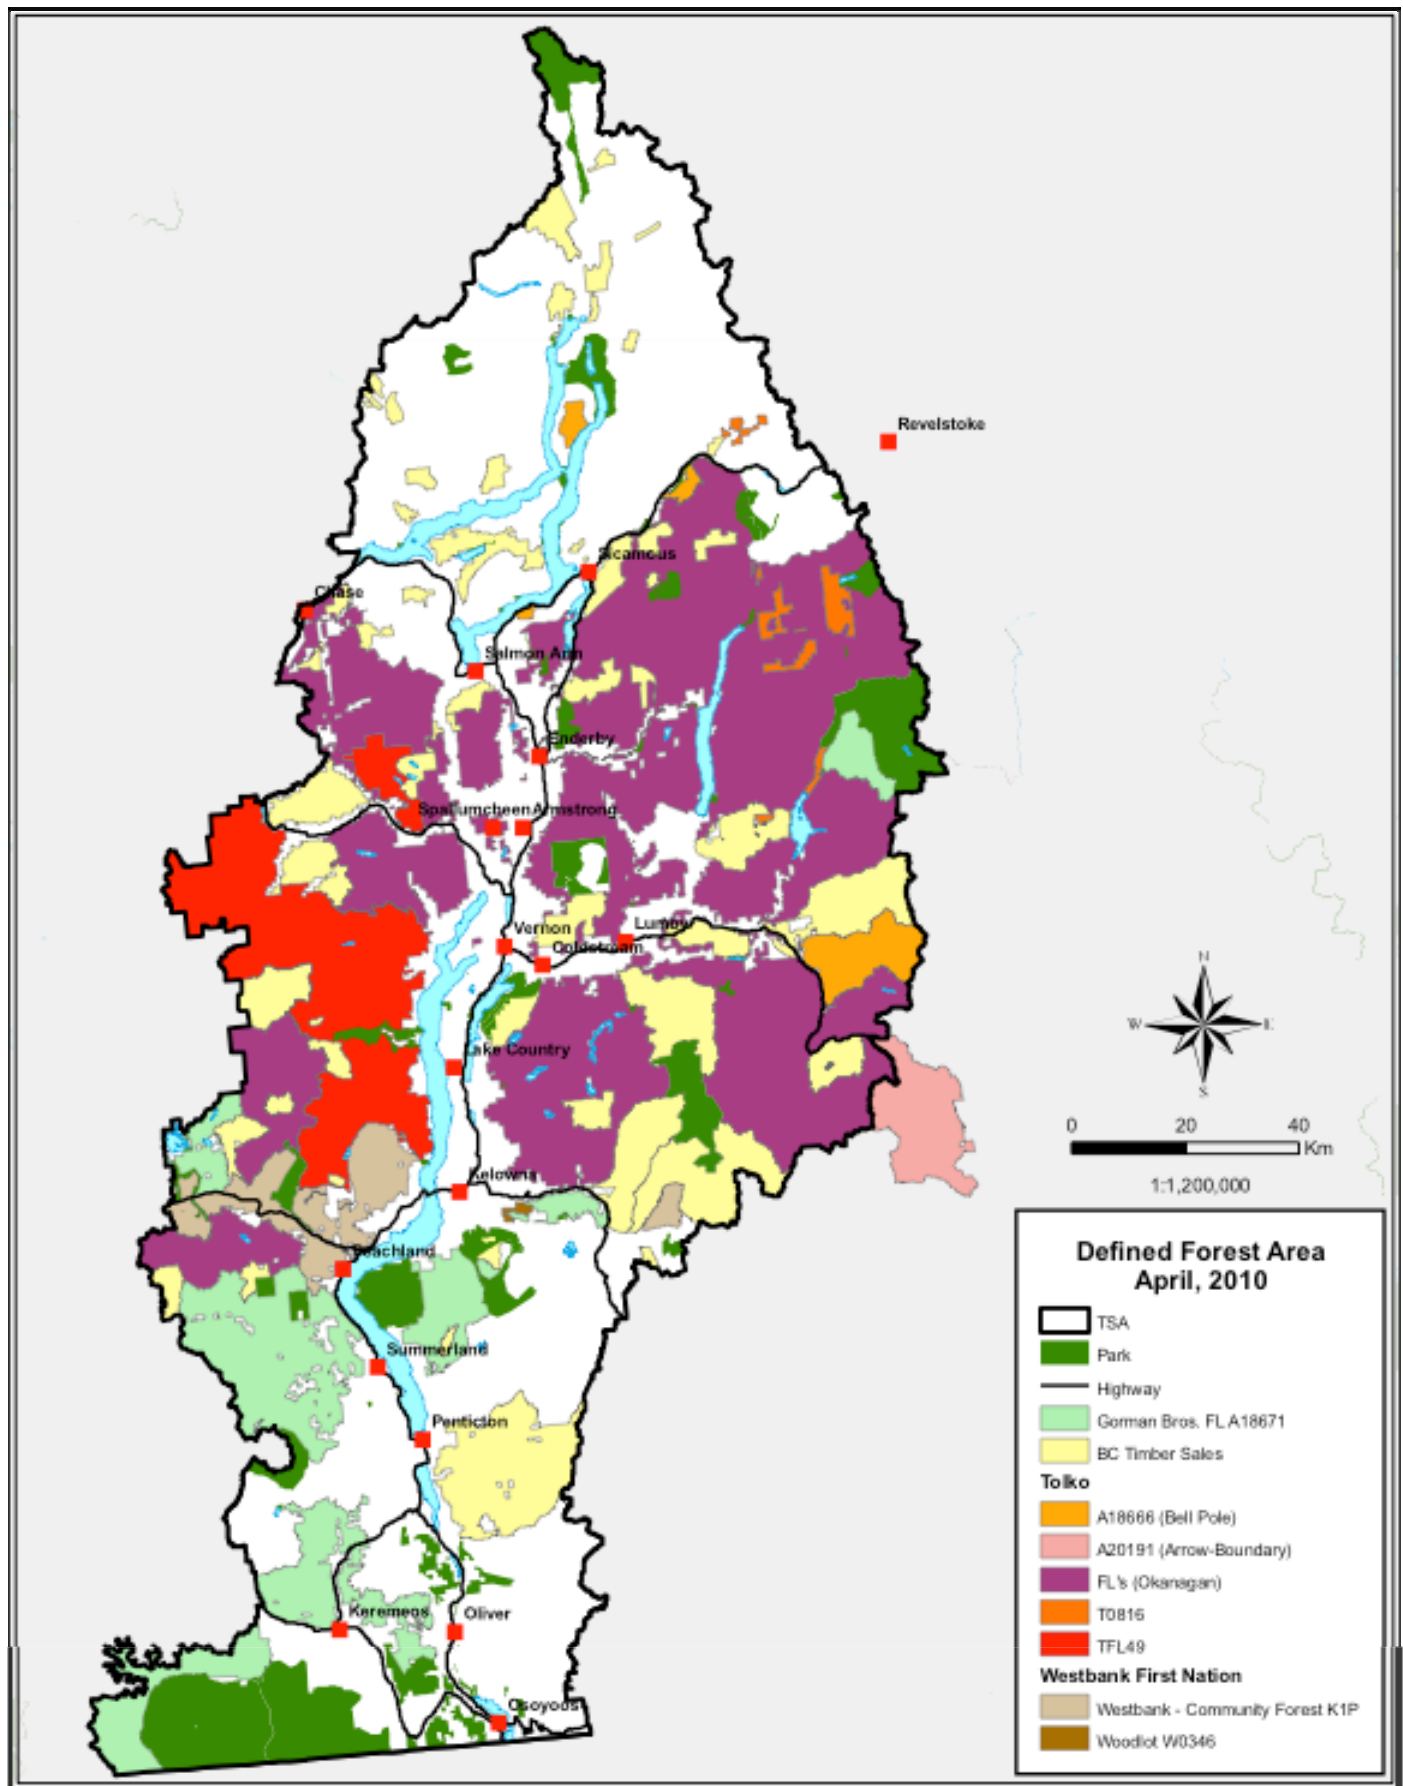 Revelstoke
Sicamous
Chase
Salmon Arm
Enderby
Spallumcheen
Armstrong
Vernon
Lumby
Coldstream
Lake Country
Kelowna
Peachland
Summerland
Penticton
Keremeos
Oliver
Osoyoos
N
W
E
S
0 20 40
Km
1:1,200,000
Defined Forest Area
April, 2010
TSA
Park
Highway
Gorman Bros. FL A18671
BC Timber Sales
Tolko
A18666 (Bell Pole)
A20191 (Arrow-Boundary)
FL's (Okanagan)
T0816
TFL49
Westbank First Nation
Westbank - Community Forest K1P
Woodlot W0346